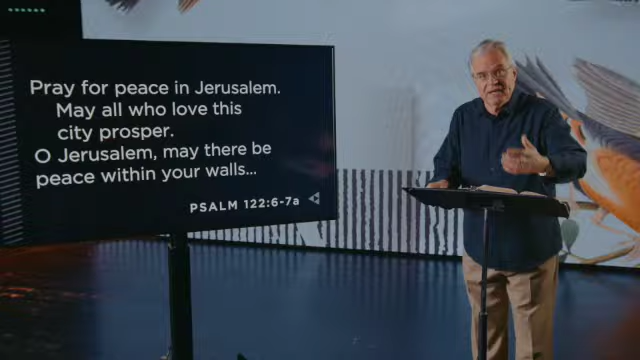 Pray for peace in Jerusalem.
May all who love this
city prosper.
O Jerusalem, may there be
peace within your walls...
PSALM 122:6-7a